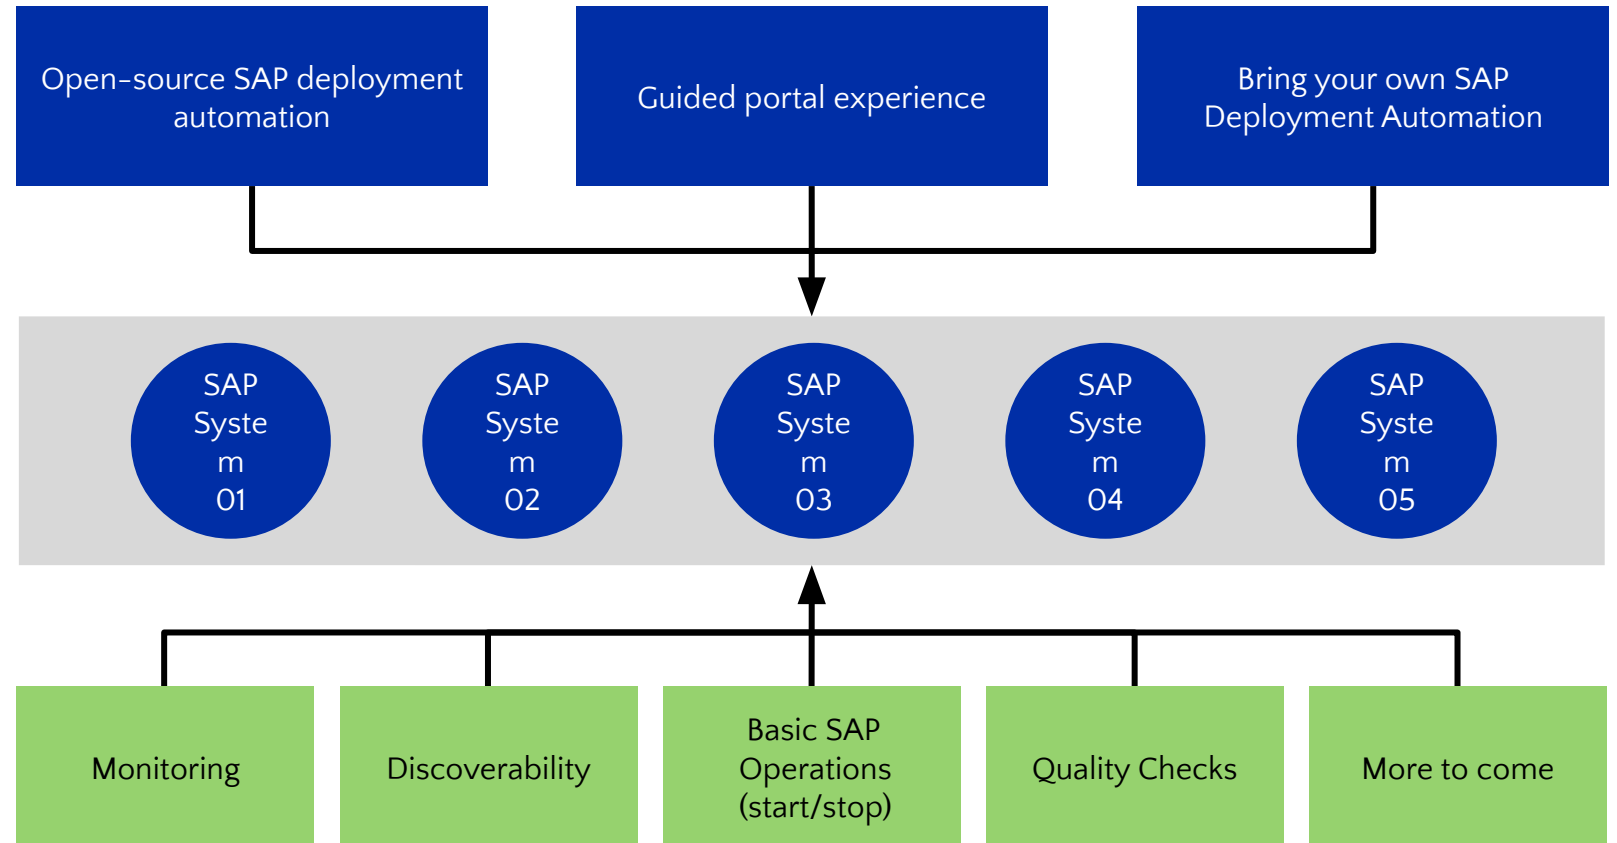 Open-source SAP deployment
automation
Guided portal experience
Bring your own SAP
Deployment Automation
SAP
Syste
m
01
SAP
Syste
m
02
SAP
Syste
m
03
SAP
Syste
m
04
SAP
Syste
m
05
Monitoring
Discoverability
Basic SAP
Operations
(start/stop)
Quality Checks
More to come